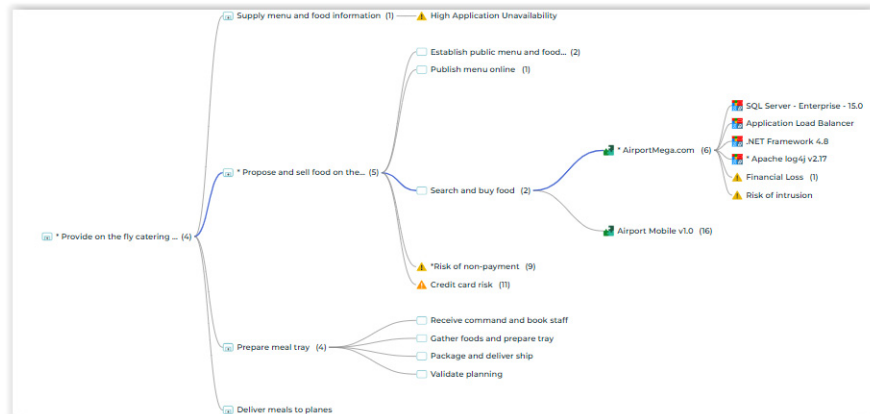 Supply menu and food information (1)
High Application Unavailability
Establish public menu and food... (2)
Publish menu online (1)
SQL Server - Enterprise - 15.0
Application Load Balancer
* AirportMega.com (6)
.NET Framework 4.8
* Apache log4j v2.17
* Propose and sell food on the... (5)
Financial Loss (1)
Search and buy food (2)
Risk of intrusion
Airport Mobile v1.0 (16)
* Provide on the fly catering ... (4)
*Risk of non-payment (9)
Credit card risk (11)
Receive command and book staff
Gather foods and prepare tray
Prepare meal tray (4)
Package and deliver ship
Validate planning
Deliver meals to planes